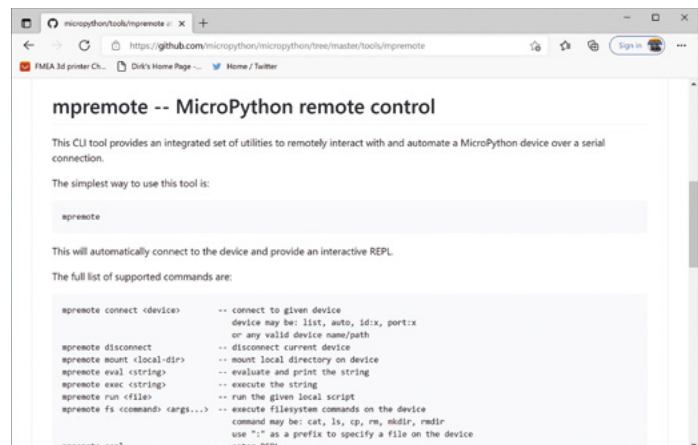 micropython/tools/mpremote at
https://github.com/micropython/micropython/tree/master/tools/mpremote
Sign in
FMEA 3d printer Ch...
Dirk's Home Page -...
Home / Twitter
mpremote -- MicroPython remote control
This CLI tool provides an integrated set of utilities to remotely interact with and automate a MicroPython device over a serial
connection.
The simplest way to use this tool is:
mpremote
This will automatically connect to the device and provide an interactive REPL.
The full list of supported commands are:
mpremote connect <device> -- connect to given device
device may be: list, auto, id:x, port:x
or any valid device name/path
mpremote disconnect -- disconnect current device
mpremote mount <local-dir> -- mount local directory on device
mpremote eval <string> -- evaluate and print the string
mpremote exec <string> -- execute the string
mpremote run <file> -- run the given local script
mpremote fs <command> <args...> -- execute filesystem commands on the device
command may be: cat, ls, cp, rm, mkdir, rmdir
use ":" as a prefix to specify a file on the device